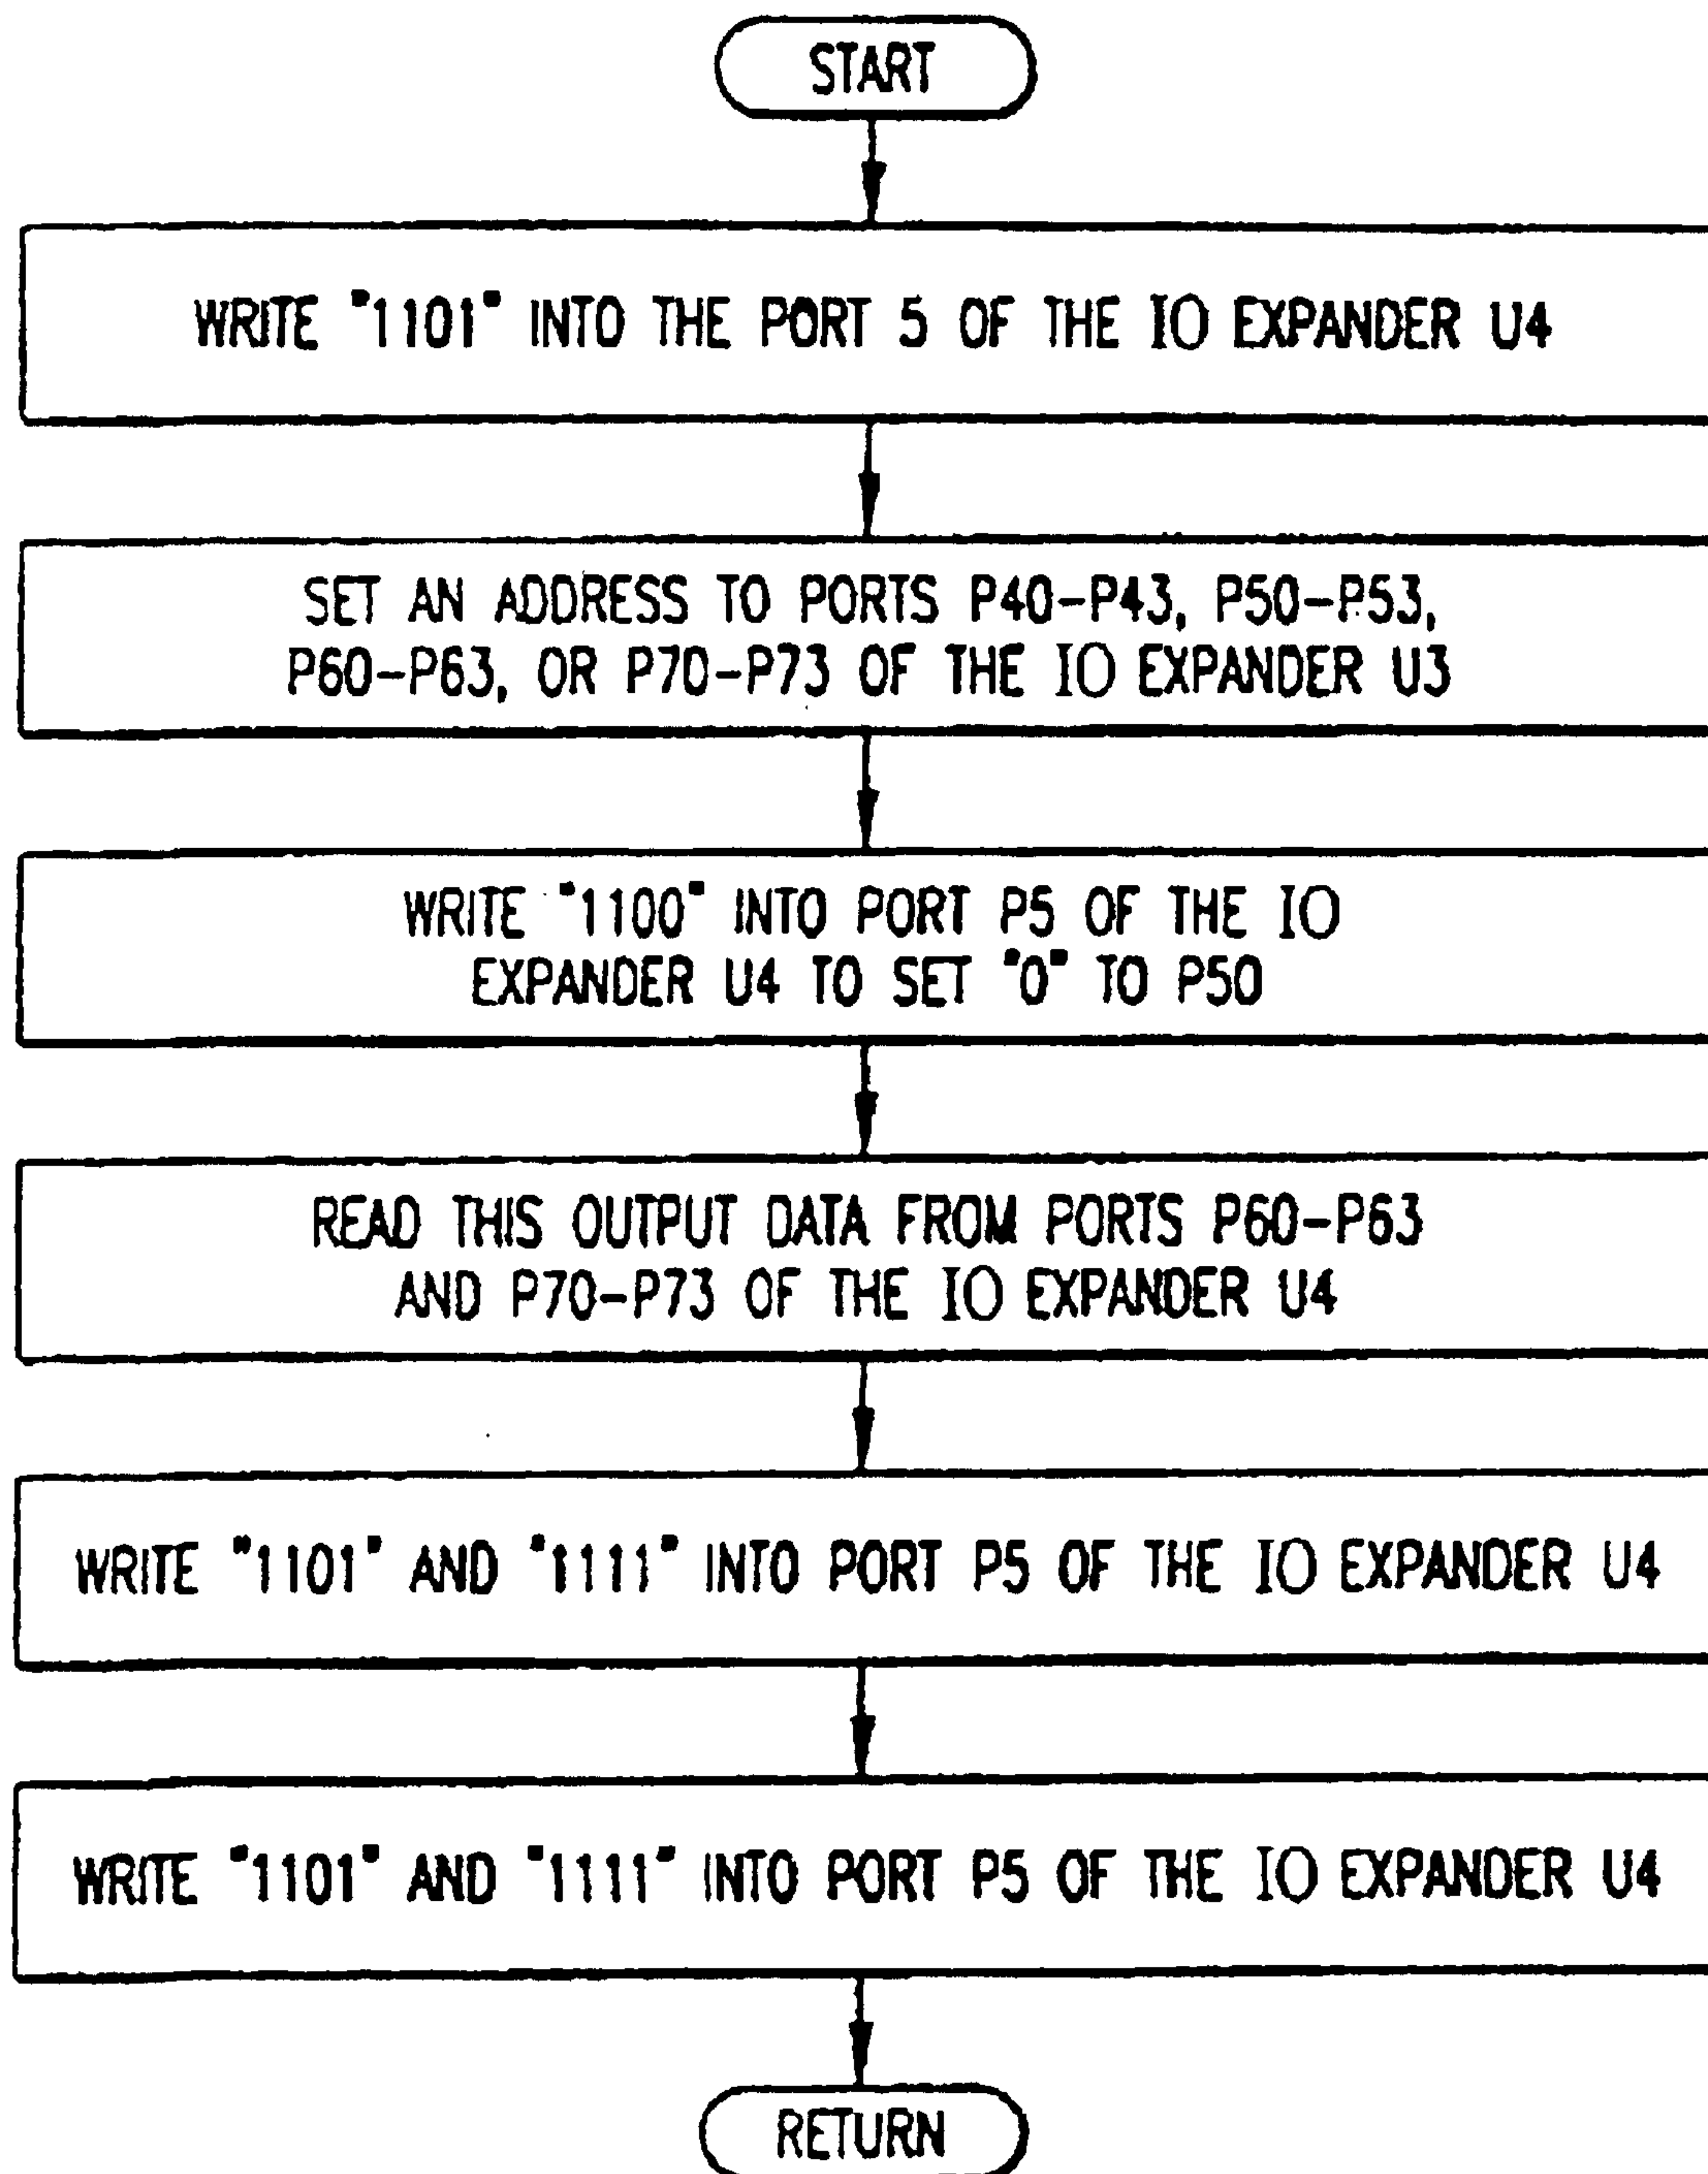 START
WRITE "1101" INTO THE PORT 5 OF THE IO EXPANDER U4
SET AN ADDRESS TO PORTS P40-P43, P50-P53,
P60-P63, OR P70-P73 OF THE IO EXPANDER U3
WRITE "1100" INTO PORT P5 OF THE IO
EXPANDER U4 TO SET "0" TO P50
READ THIS OUTPUT DATA FROM PORTS P60-P63
AND P70-P73 OF THE IO EXPANDER U4
WRITE "1101" AND "1111" INTO PORT P5 OF THE IO EXPANDER U4
WRITE "1101" AND "1111" INTO PORT P5 OF THE IO EXPANDER U4
RETURN